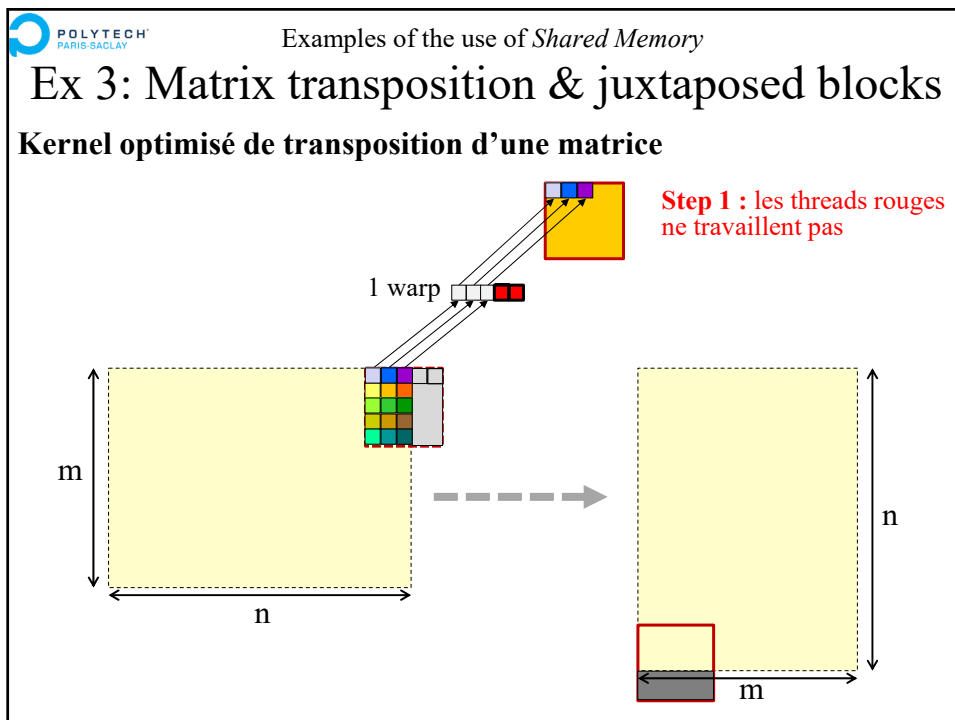 POLYTECH'
PARIS-SACLAY
Examples of the use of Shared Memory
Ex 3: Matrix transposition & juxtaposed blocks
Kernel optimisé de transposition d'une matrice
Step 1 : les threads rouges
ne travaillent pas
1 warp
m
n
n
m